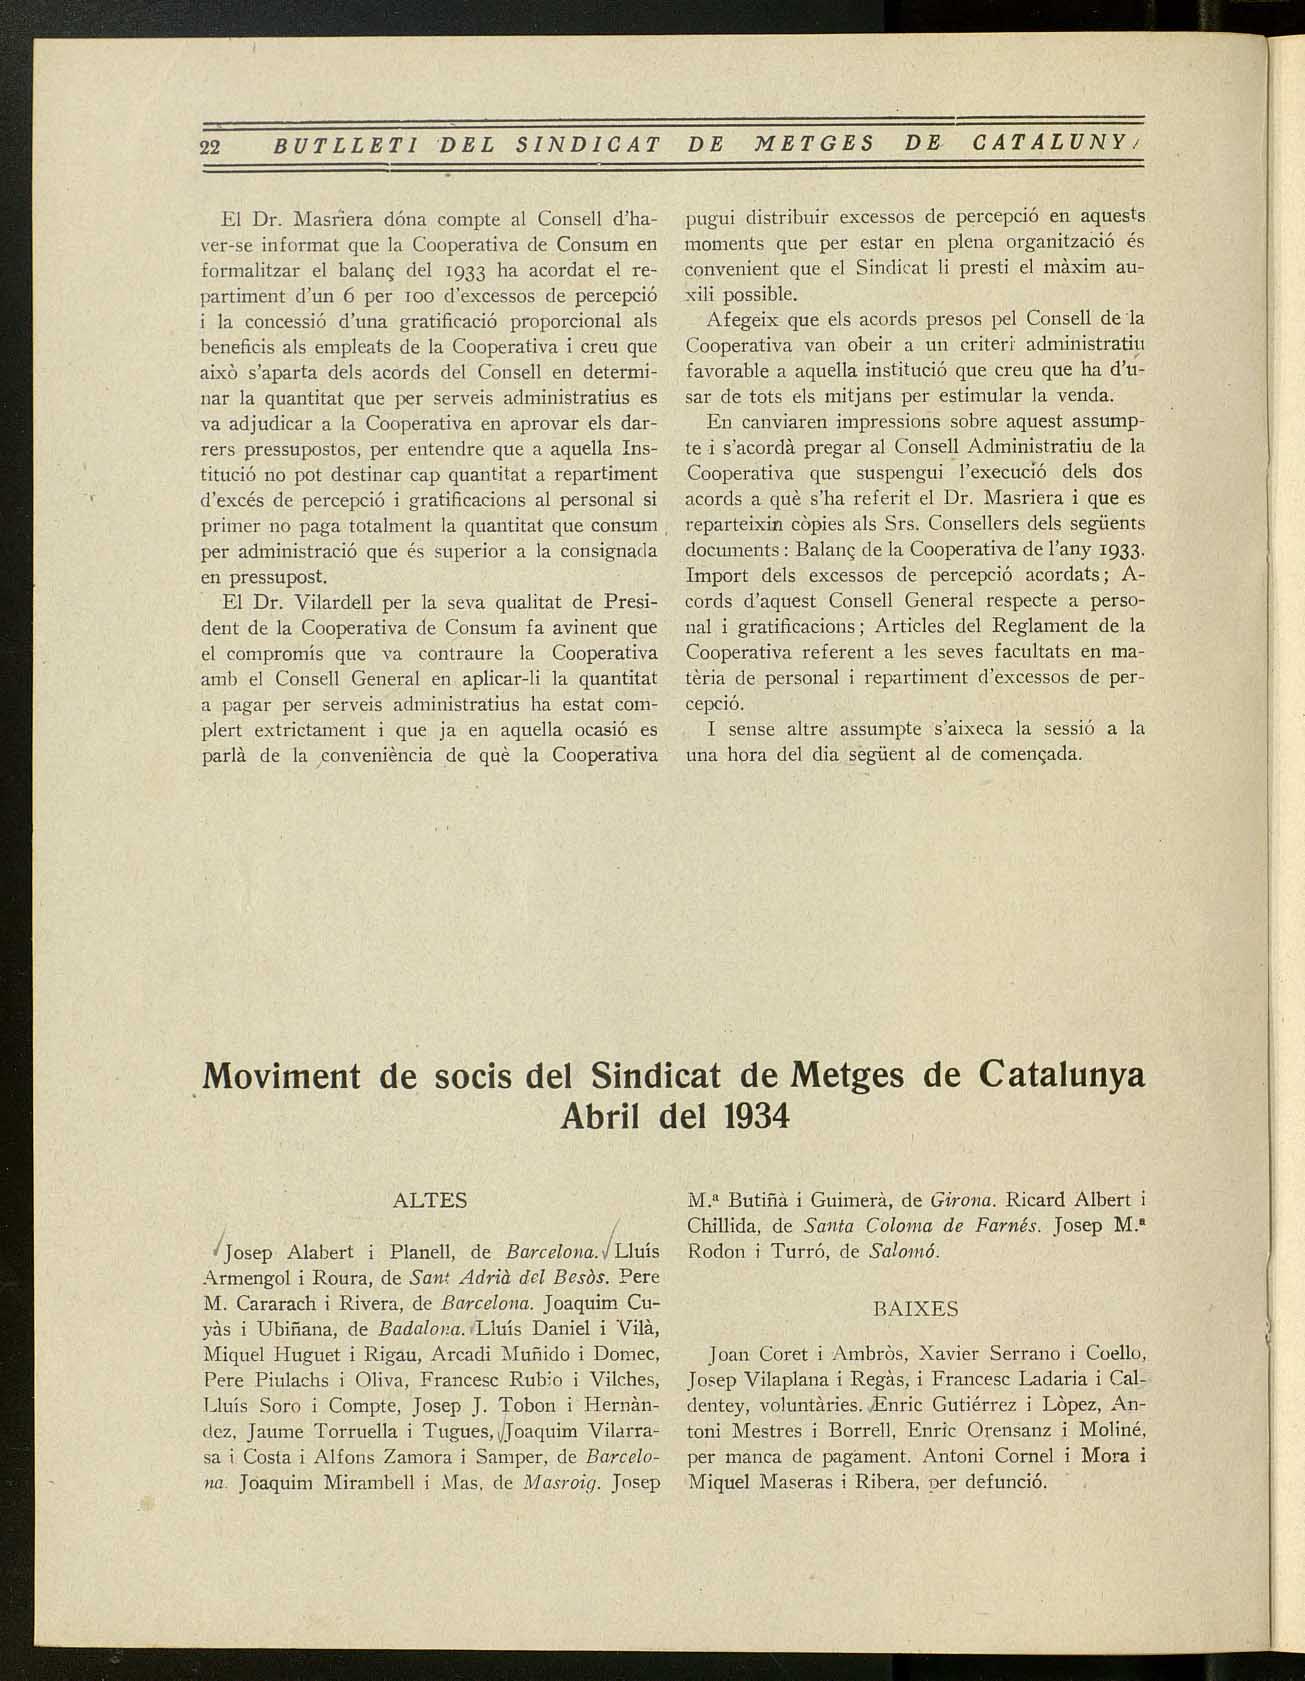 22 BUTLLETI DEL SINDICAT DE METGES DE CATALUNY
El Dr. Masriera dóna compte al Consell d'ha-
ver-se informat que la Cooperativa de Consum en
formalitzar el balanç del 1933 ha acordat el re-
partiment d'un 6 per 100 d'excessos de percepció
i la concessió d'una gratificació proporcional als
beneficis als empleats de la Cooperativa i creu que
això s'aparta dels acords del Consell en determi-
nar la quantitat que per serveis administratius es
va adjudicar a la Cooperativa en aprovar els dar-
rers pressupostos, per entendre que a aquella Ins-
titució no pot destinar cap quantitat a repartiment
d'excés de percepció i gratificacions al personal si
primer no paga totalment la quantitat que consum
per administració que és superior a la consignada
en pressupost.
El Dr. Vilardell per la seva qualitat de Presi-
dent de la Cooperativa de Consum fa avinent que
el compromís que va contraure la Cooperativa
amb el Consell General en aplicar-li la quantitat
a pagar per serveis administratius ha estat com-
plert extrictament i que ja en aquella ocasió es
parlà de la conveniència de què la Cooperativa
pugui distribuir excessos de percepció en aquests
moments que per estar en plena organització és
convenient que el Sindicat li presti el màxim au-
xili possible.
Afegeix que els acords presos pel Consell de la
Cooperativa van obeir a un criteri administratiu
favorable a aquella institució que creu que ha d'u-
sar de tots els mitjans per estimular la venda.
En canviaren impressions sobre aquest assump-
te i s'acordà pregar al Consell Administratiu de la
Cooperativa que suspengui l'execució dels dos
acords a què s'ha referit el Dr. Masriera i que es
reparteixin còpies als Srs. Consellers dels següents
documents: Balanç de la Cooperativa de l'any 1933.
Import dels excessos de percepció acordats; A-
cords d'aquest Consell General respecte a perso-
nal i gratificacions; Articles del Reglament de la
Cooperativa referent a les seves facultats en ma-
tèria de personal i repartiment d'excessos de per-
cepció.
I sense altre assumpte s'aixeca la sessió a la
una hora del dia següent al de començada.
Moviment de socis del Sindicat de Metges de Catalunya
Abril del 1934
ALTES
Josep Alabert i Planell, de Barcelona. Lluís
Armengol i Roura, de Sant Adrià del Besòs. Pere
M. Cararach i Rivera, de Barcelona. Joaquim Cu-
yàs i Ubiñana, de Badalona. Lluís Daniel i Vilà,
Miquel Huguet i Rigau, Arcadi Muñido i Domec,
Pere Piulachs i Oliva, Francesc Rubio i Vilches,
Lluís Soro i Compte, Josep J. Tobon i Hernàn-
dez, Jaume Torruella i Tugues, Joaquim Vilarra-
sa i Costa i Alfons Zamora i Samper, de Barcelo-
na. Joaquim Mirambell i Mas, de Masroig. Josep
M.ª Butiñà i Guimerà, de Girona. Ricard Albert i
Chillida, de Santa Coloma de Farnés. Josep M.ª
Rodon i Turró, de Salomó.
BAIXES
Joan Coret i Ambròs, Xavier Serrano i Coello,
Josep Vilaplana i Regàs, i Francesc Ladaria i Cal-
dentey, voluntàries. Enric Gutiérrez i Lòpez, An-
toni Mestres i Borrell, Enric Orensanz i Moliné,
per manca de pagament. Antoni Cornel i Mora i
Miquel Maseras i Ribera, per defunció.